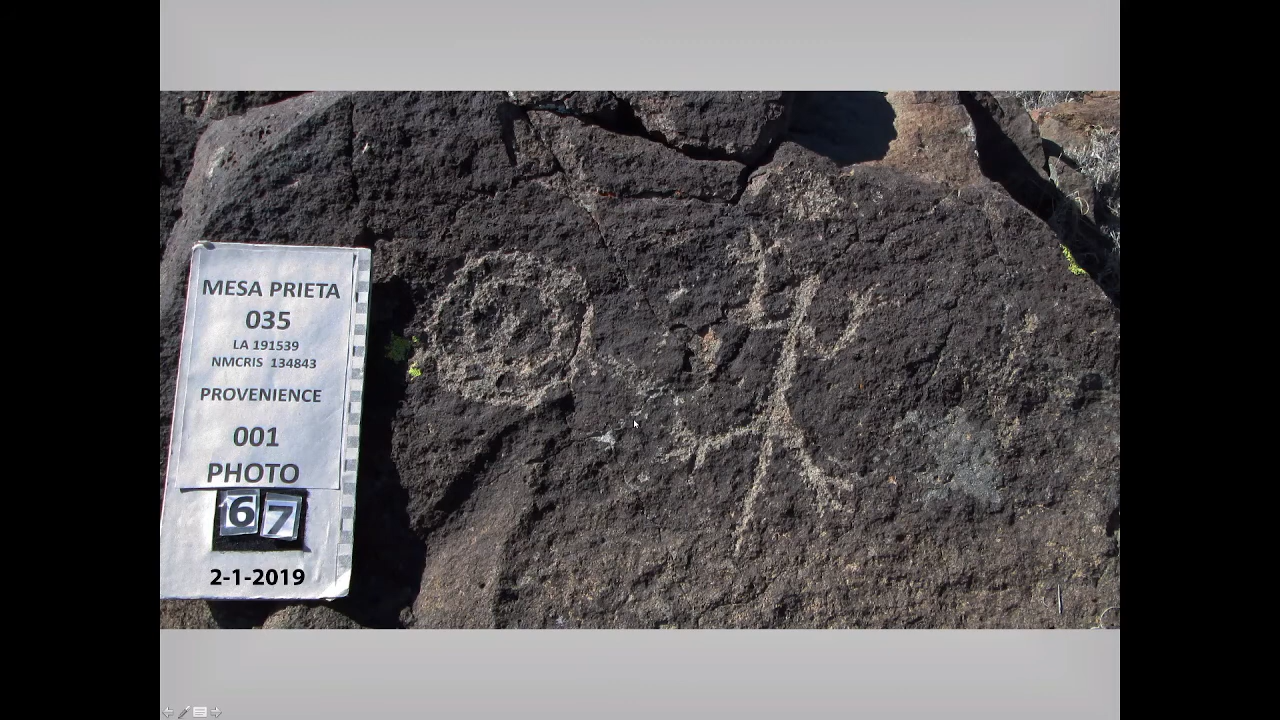 MESA PRIETA
035
LA 191539
NMCRIS 134843
PROVENIENCE
001
PHOTO
67
2-1-2019